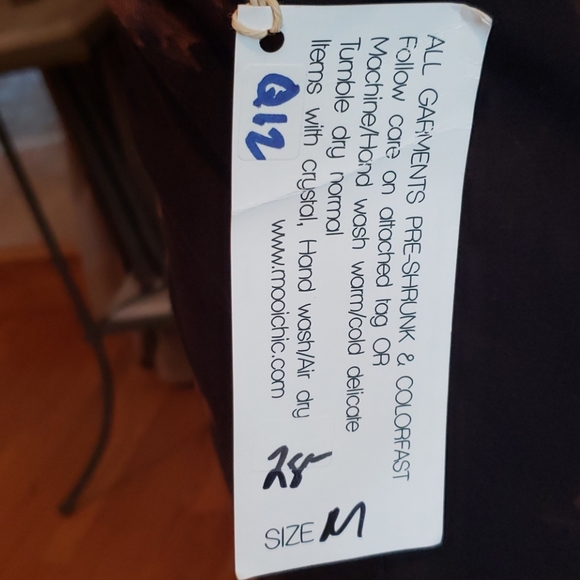 ALL GARMENTS PRE-SHRUNK & COLORFAST
Follow care on attached tag OR
Machine/Hand wash warm/cold delicate
Tumble dry normal
Items with crystal, Hand wash/Air dry
www.mooichic.com
Q12
28-
SIZE M